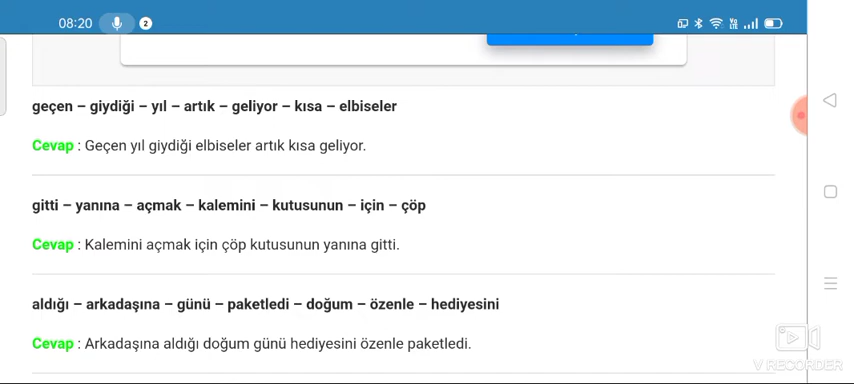 08:20 2
geçen – giydiği – yıl – artık – geliyor – kısa – elbiseler
Cevap : Geçen yıl giydiği elbiseler artık kısa geliyor.
gitti – yanına – açmak – kalemini – kutusunun – için – çöp
Cevap : Kalemini açmak için çöp kutusunun yanına gitti.
aldığı – arkadaşına – günü – paketledi – doğum – özenle – hediyesini
Cevap : Arkadaşına aldığı doğum günü hediyesini özenle paketledi.
V RECORDER